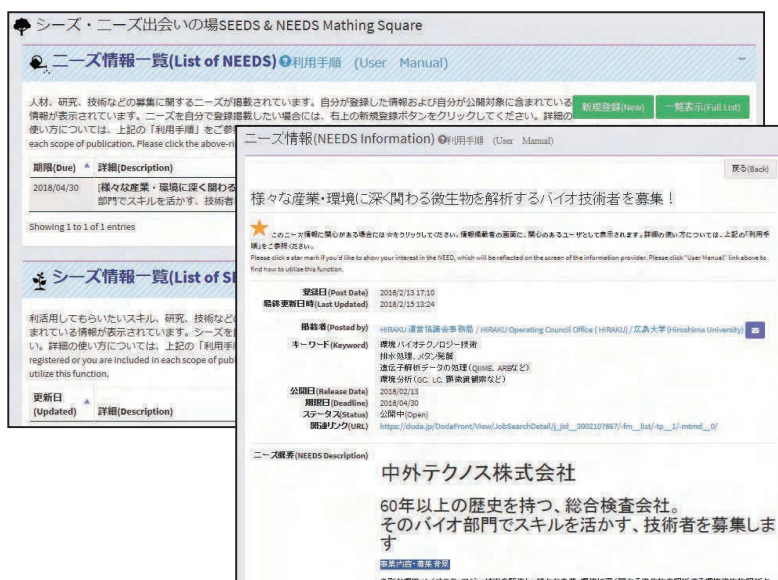 シーズ・ニーズ出会いの場SEEDS & NEEDS Mathing Square
ニーズ情報一覧(List of NEEDS) 利用手順 (User Manual)
人材、研究、技術などの募集に関するニーズが掲載されています。自分が登録した情報および自分が公開対象に含まれている
情報が表示されています。ニーズを自分で登録掲載したい場合には、右上の新規登録ボタンをクリックしてください。詳細の
使い方については、上記の「利用手順」をご参
each scope of publication. Please click the above-ri
新規登録(New)
一覧表示(Full List)
期限(Due) 詳細(Description)
2018/04/30 [様々な産業・環境に深く関わる
部門でスキルを活かす、技術者
Showing 1 to 1 of 1 entries
シーズ情報一覧(List of SE
利活用してもらいたいスキル、研究、技術など
まれている情報が表示されています。シーズを自
い。詳細の使い方については、上記の「利用手順
registered or you are included in each scope of publ
utilize this function.
更新日
(Updated) 詳細(Description)
ニーズ情報(NEEDS Information) 利用手順 (User Manual)
戻る(Back)
様々な産業・環境に深く関わる微生物を解析するバイオ技術者を募集！
このニーズ情報に関心がある場合には☆をクリックしてください。情報掲載者の画面に、関心のあるユーザとして表示されます。詳細の使い方については、上記の「利用手
順」をご参照ください。
Please click a star mark if you'd like to show your interest in the NEED, which will be reflected on the screen of the information provider. Please click "User Manual" link above to
find how to utilize this function.
登録日(Post Date) 2018/2/13 17:10
最終更新日時(Last Updated) 2018/2/15 13:24
掲載者(Posted by) HIRAKU 運営協議会事務局 / HIRAKU Operating Council Office ( HIRAKU) / 広島大学 (Hiroshima University)
キーワード(Keyword) 環境バイオテクノロジー技術
排水処理、メタン発酵
遺伝子解析データの処理(QIIME、ARBなど)
環境分析(GC、LC、顕微鏡観察など)
公開日(Release Date) 2018/02/13
期限日(Deadline) 2018/04/30
ステータス(Status) 公開中(Open)
関連リンク(URL) https://doda.jp/DodaFront/View/JobSearchDetail/j_jid__3002107867/-fm__list/-tp__1/-mtmd__0/
ニーズ概要(NEEDS Description)
中外テクノス株式会社
60年以上の歴史を持つ、総合検査会社。
そのバイオ部門でスキルを活かす、技術者を募集しま
す
事業内容・募集背景